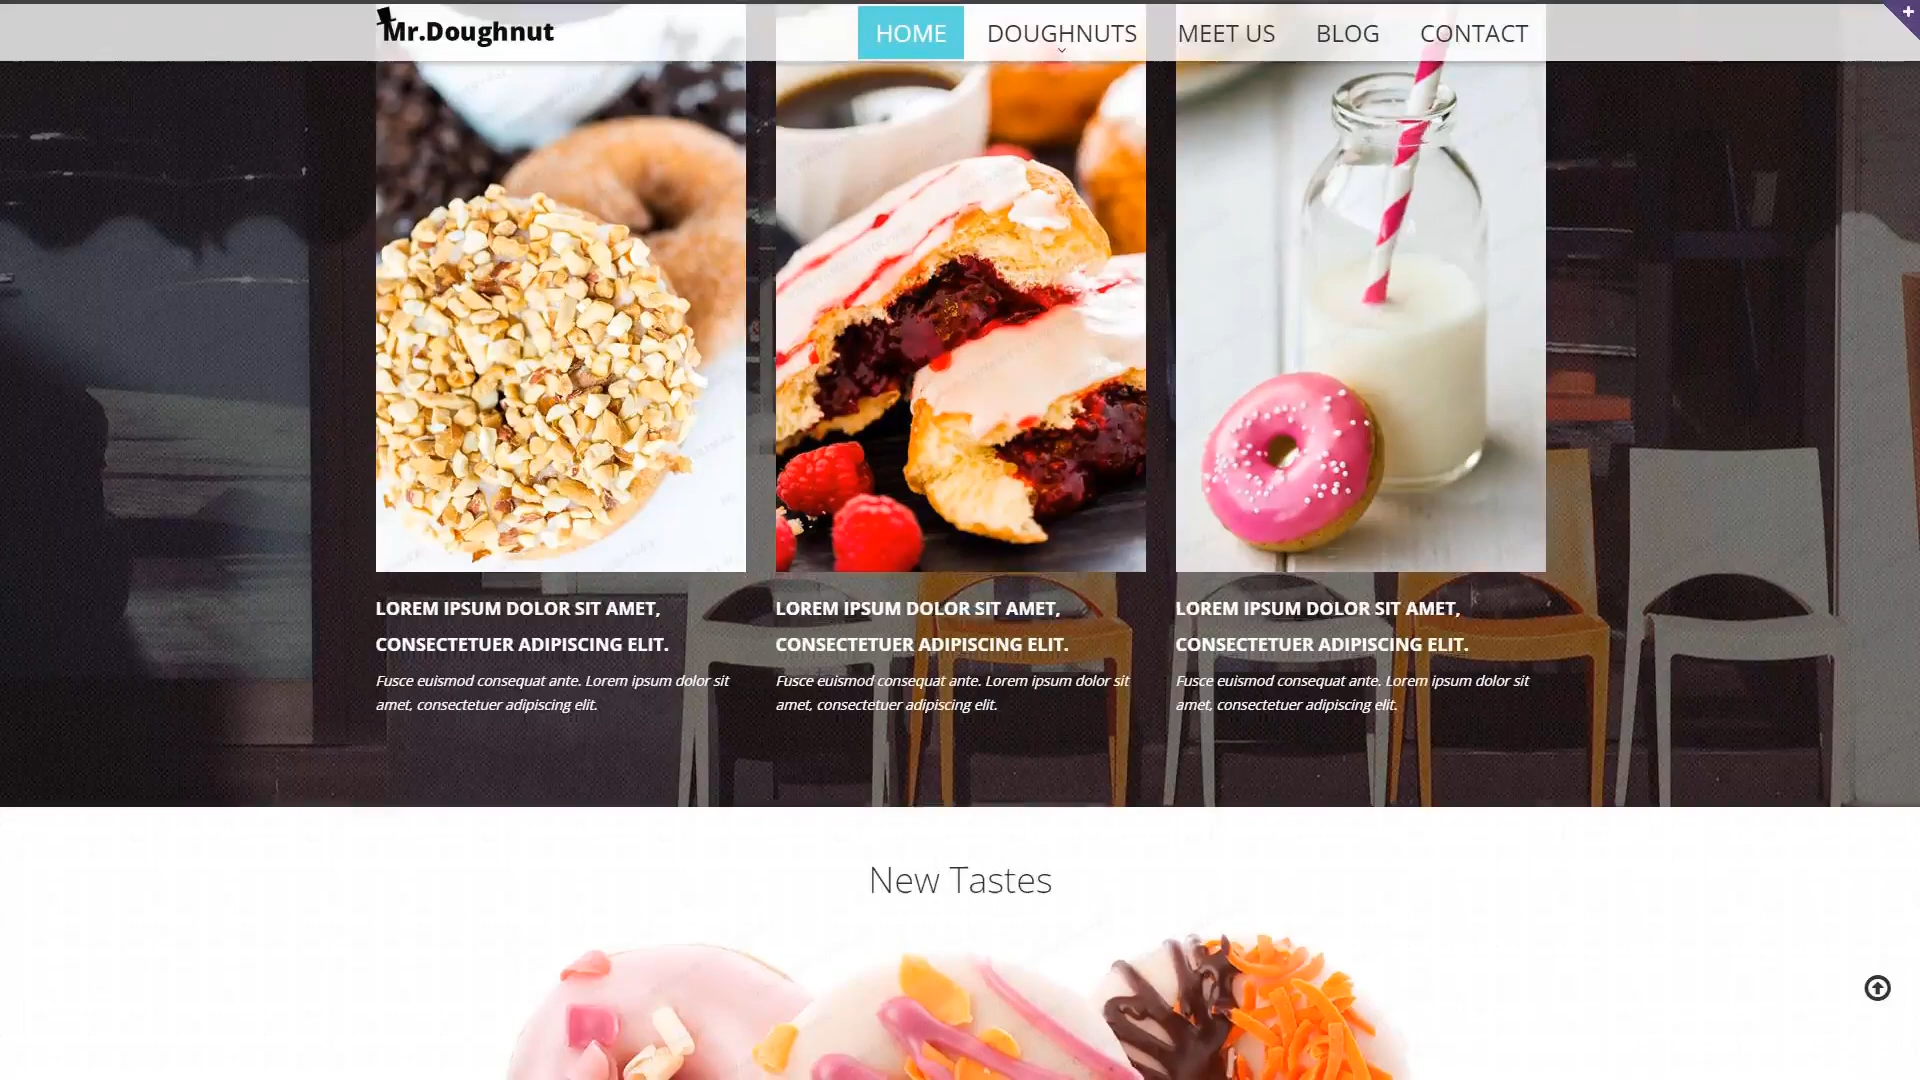 Mr.Doughnut
HOME
DOUGHNUTS
MEET US
BLOG
CONTACT
LOREM IPSUM DOLOR SIT AMET,
CONSECTETUER ADIPISCING ELIT.
Fusce euismod consequat ante. Lorem ipsum dolor sit
amet, consectetuer adipiscing elit.
LOREM IPSUM DOLOR SIT AMET,
CONSECTETUER ADIPISCING ELIT.
Fusce euismod consequat ante. Lorem ipsum dolor sit
amet, consectetuer adipiscing elit.
LOREM IPSUM DOLOR SIT AMET,
CONSECTETUER ADIPISCING ELIT.
Fusce euismod consequat ante. Lorem ipsum dolor sit
amet, consectetuer adipiscing elit.
New Tastes